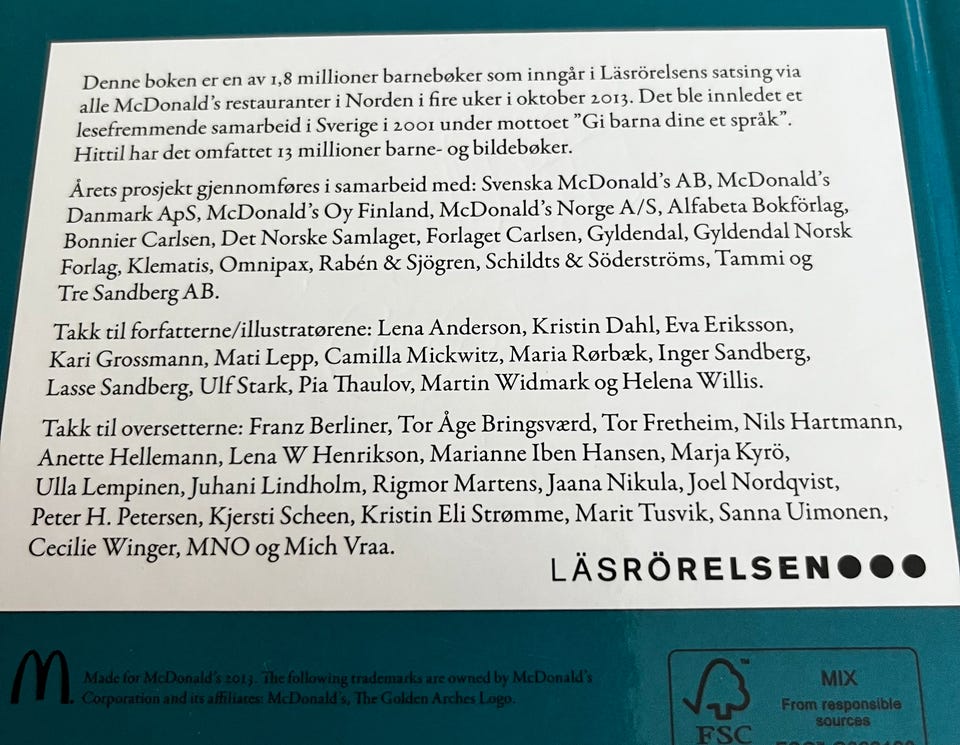 Denne boken er en av 1,8 millioner barnebøker som inngår i Läsrörelsens satsing via
alle McDonald's restauranter i Norden i fire uker i oktober 2013. Det ble innledet et
lesefremmende samarbeid i Sverige i 2001 under mottoet ”Gi barna dine et språk”.
Hittil har det omfattet 13 millioner barne- og bildebøker.
Årets prosjekt gjennomføres i samarbeid med: Svenska McDonald's AB, McDonald's
Danmark ApS, McDonald's Oy Finland, McDonald's Norge A/S, Alfabeta Bokförlag,
Bonnier Carlsen, Det Norske Samlaget, Forlaget Carlsen, Gyldendal, Gyldendal Norsk
Forlag, Klematis, Omnipax, Rabén & Sjögren, Schildts & Söderströms, Tammi og
Tre Sandberg AB.
Takk til forfatterne/illustratørene: Lena Anderson, Kristin Dahl, Eva Eriksson,
Kari Grossmann, Mati Lepp, Camilla Mickwitz, Maria Rørbæk, Inger Sandberg,
Lasse Sandberg, Ulf Stark, Pia Thaulov, Martin Widmark og Helena Willis.
Takk til oversetterne: Franz Berliner, Tor Åge Bringsværd, Tor Fretheim, Nils Hartmann,
Anette Hellemann, Lena W Henrikson, Marianne Iben Hansen, Marja Kyrö,
Ulla Lempinen, Juhani Lindholm, Rigmor Martens, Jaana Nikula, Joel Nordqvist,
Peter H. Petersen, Kjersti Scheen, Kristin Eli Strømme, Marit Tusvik, Sanna Uimonen,
Cecilie Winger, MNO og Mich Vraa.
LÄSRÖRELSEN
Made for McDonald's 2013. The following trademarks are owned by McDonald's
Corporation and its affiliates: McDonald's, The Golden Arches Logo.
FSC
MIX
From responsible
sources